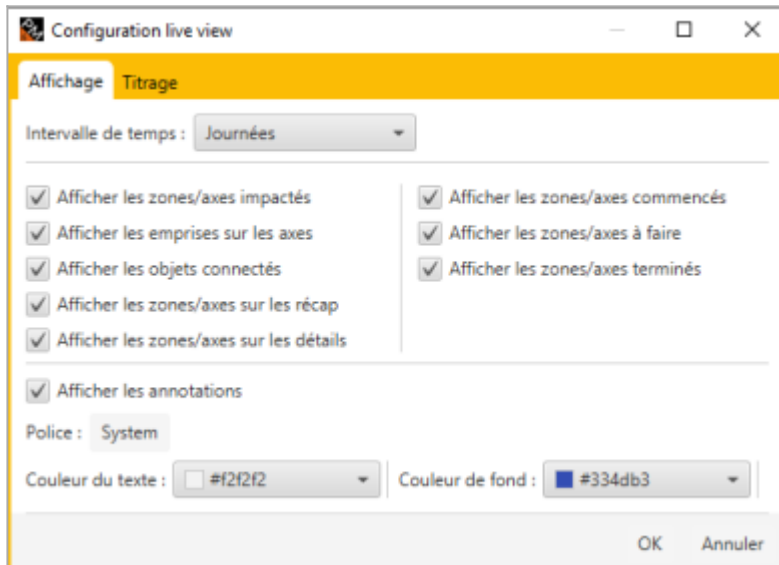 Configuration live view
Affichage Titrage
Intervalle de temps : Journées
Afficher les zones/axes impactés
Afficher les emprises sur les axes
Afficher les objets connectés
Afficher les zones/axes sur les récap
Afficher les zones/axes sur les détails
Afficher les zones/axes commencés
Afficher les zones/axes à faire
Afficher les zones/axes terminés
Afficher les annotations
Police : System
Couleur du texte : #f2f2f2 Couleur de fond : #334db3
OK Annuler